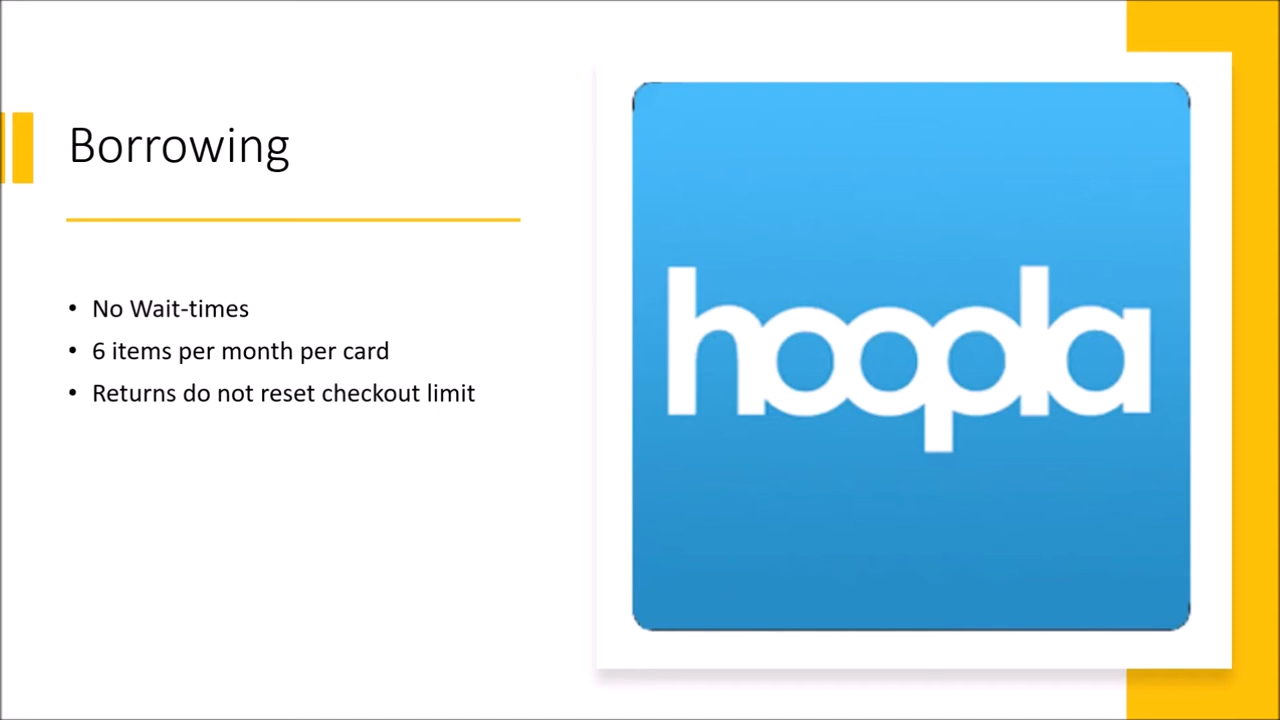 Borrowing
• No Wait-times
• 6 items per month per card
• Returns do not reset checkout limit
hoopla